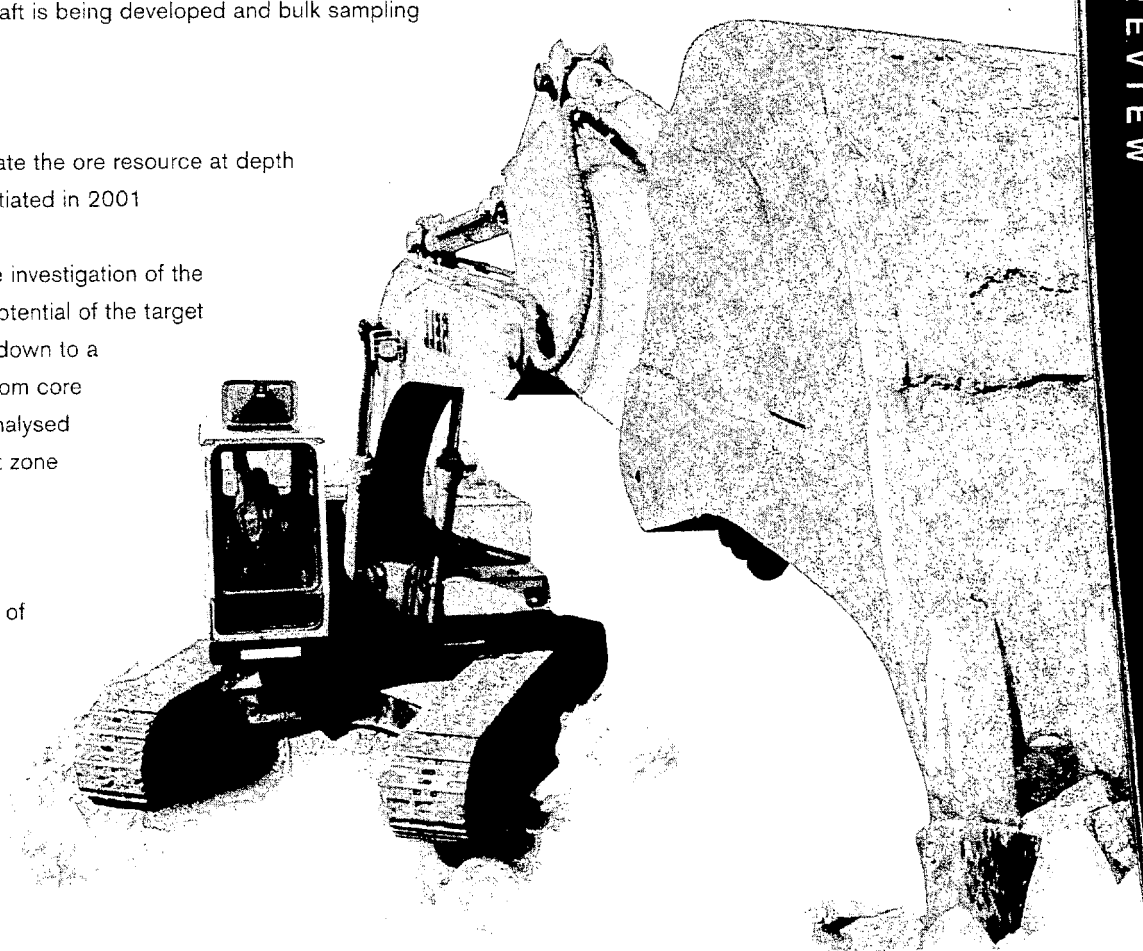 aft is being developed and bulk sampling
ate the ore resource at depth
tiated in 2001
e investigation of the
otential of the target
down to a
om core
nalysed
t zone
of
EVIEW